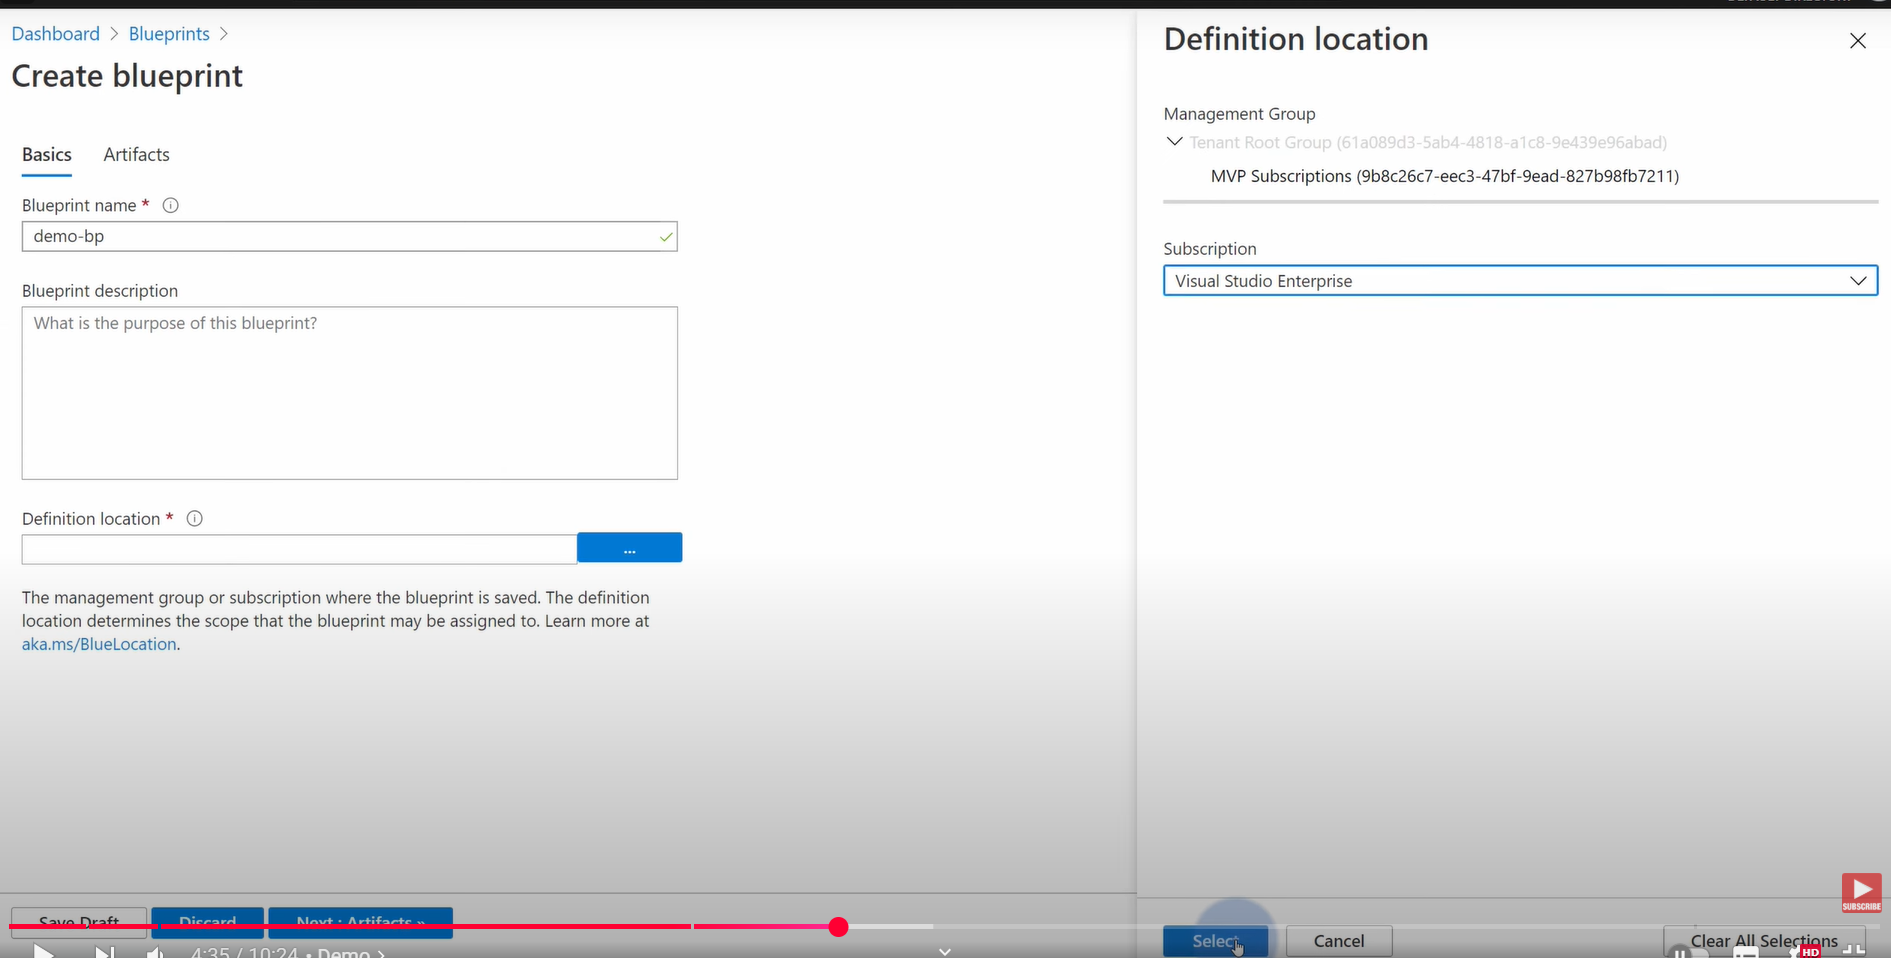 Dashboard > Blueprints >
Create blueprint
Basics
Artifacts
Blueprint name *
demo-bp
Blueprint description
What is the purpose of this blueprint?
Definition location *
...
The management group or subscription where the blueprint is saved. The definition
location determines the scope that the blueprint may be assigned to. Learn more at
aka.ms/BlueLocation.
Save Draft
Discard
Next : Artifacts »
4:35 / 10:24 • Demo >
Definition location
Management Group
Tenant Root Group (61a089d3-5ab4-4818-a1c8-9e439e96abad)
MVP Subscriptions (9b8c26c7-eec3-47bf-9ead-827b98fb7211)
Subscription
Visual Studio Enterprise
SUBSCRIBE
Select
Cancel
Clear All Selections
HD